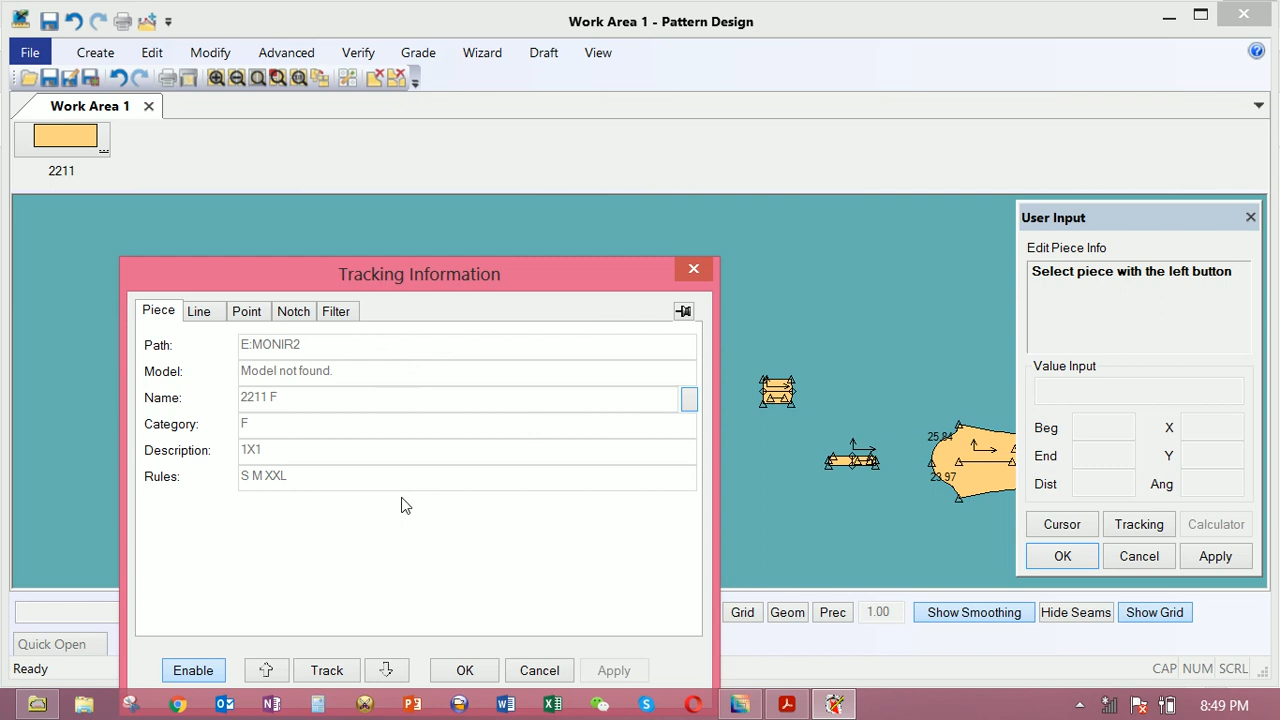 Work Area 1 - Pattern Design
File Create Edit Modify Advanced Verify Grade Wizard Draft View
Work Area 1
2211
User Input
Edit Piece Info
Select piece with the left button
Value Input
Beg X
End Y
Dist Ang
Cursor Tracking Calculator
OK Cancel Apply
Tracking Information
Piece Line Point Notch Filter
Path: E:MONIR2
Model: Model not found.
Name: 2211 F
Category: F
Description: 1X1
Rules: S M XXL
Enable Track OK Cancel Apply
25.84
23.97
Grid Geom Prec 1.00 Show Smoothing Hide Seams Show Grid
Quick Open
Ready CAP NUM SCRL
8:49 PM